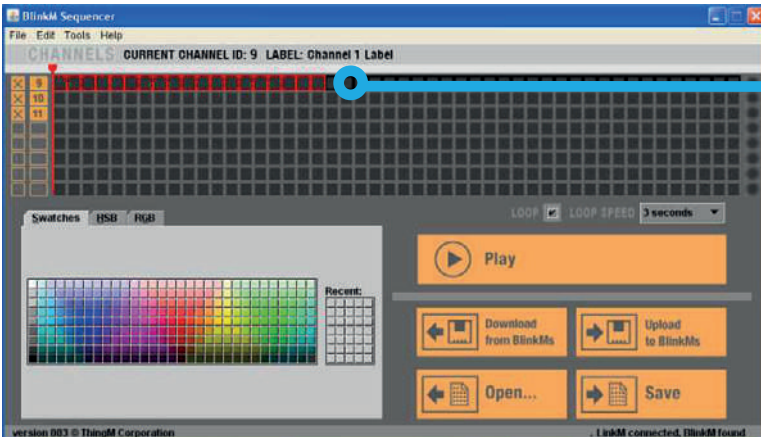 BlinkM Sequencer
File Edit Tools Help
CHANNELS CURRENT CHANNEL ID: 9 LABEL: Channel 1 Label
9
10
11
LOOP LOOP SPEED 3 seconds
Swatches HSB RGB
Play
Recent:
Download
from BlinkMs
Upload
to BlinkMs
Open...
Save
version 003 © ThingM Corporation
. LinkM connected, BlinkM found